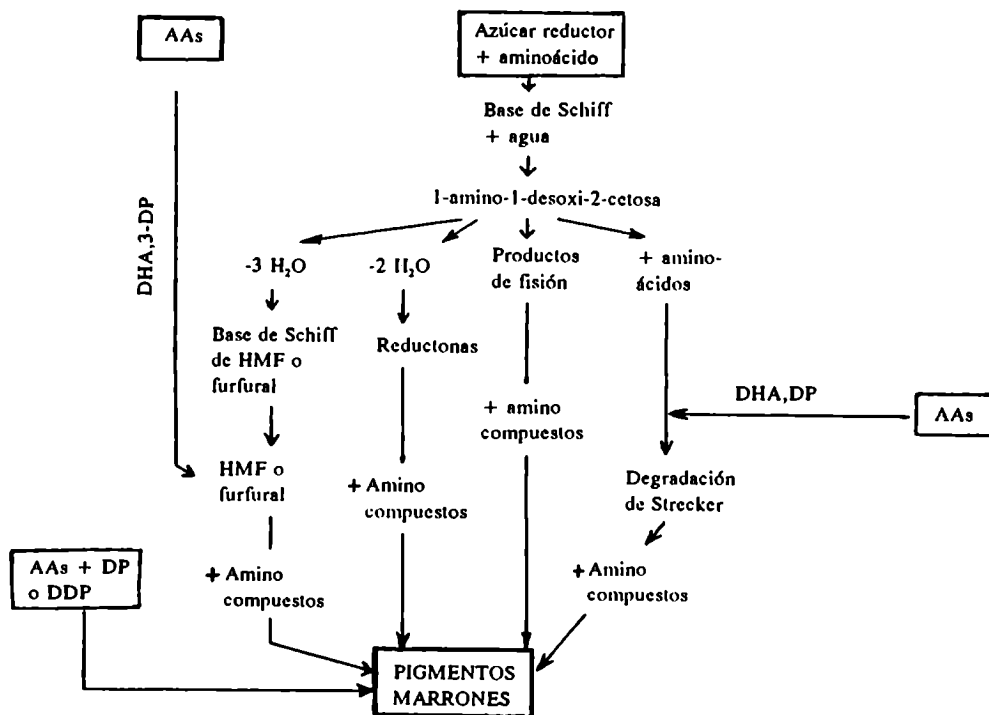 AAs
Azúcar reductor
+ aminoácido
Base de Schiff
+ agua
1-amino-1-desoxi-2-cetosa
DHA,3-DP
-3 H₂O
-2 H₂O
Productos
de fisión
+ amino-
ácidos
Base de Schiff
de HMF o
furfural
Reductonas
+ amino
compuestos
DHA,DP
AAs
HMF o
furfural
+ Amino
compuestos
Degradación
de Strecker
AAs + DP
o DDP
+ Amino
compuestos
+ Amino
compuestos
PIGMENTOS
MARRONES